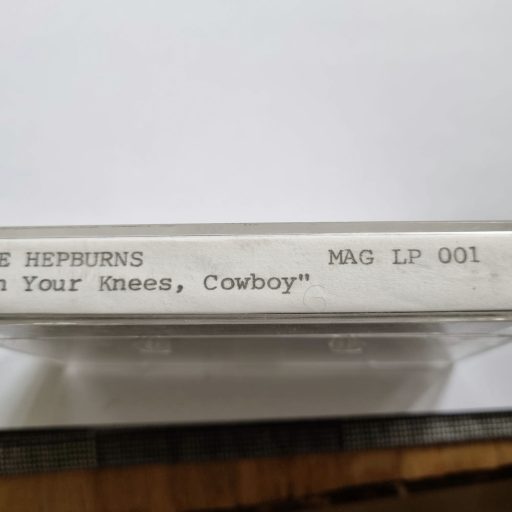 E HEPBURNS MAG LP 001
n Your Knees, Cowboy"